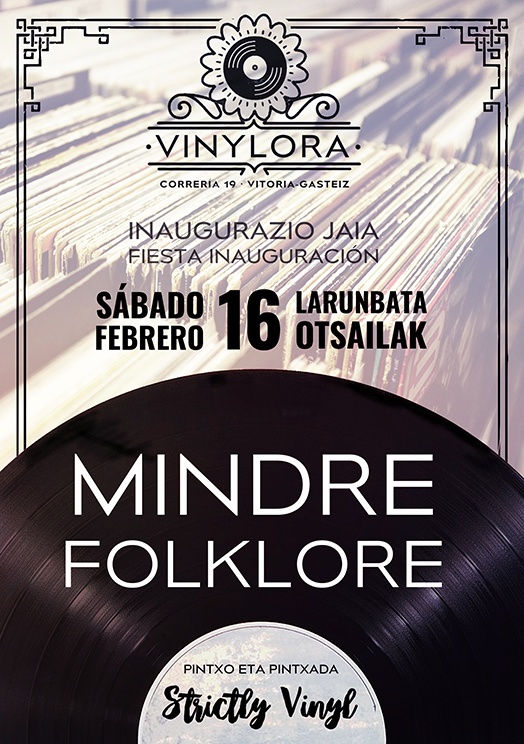 ·VINYLORA·
CORRERIA 19 · VITORIA-GASTEIZ
INAUGURAZIO JAIA
FIESTA INAUGURACIÓN
SÁBADO 16 LARUNBATA
FEBRERO OTSAILAK
MINDRE
FOLKLORE
PINTXO ETA PINTXADA
Strictly Vinyl